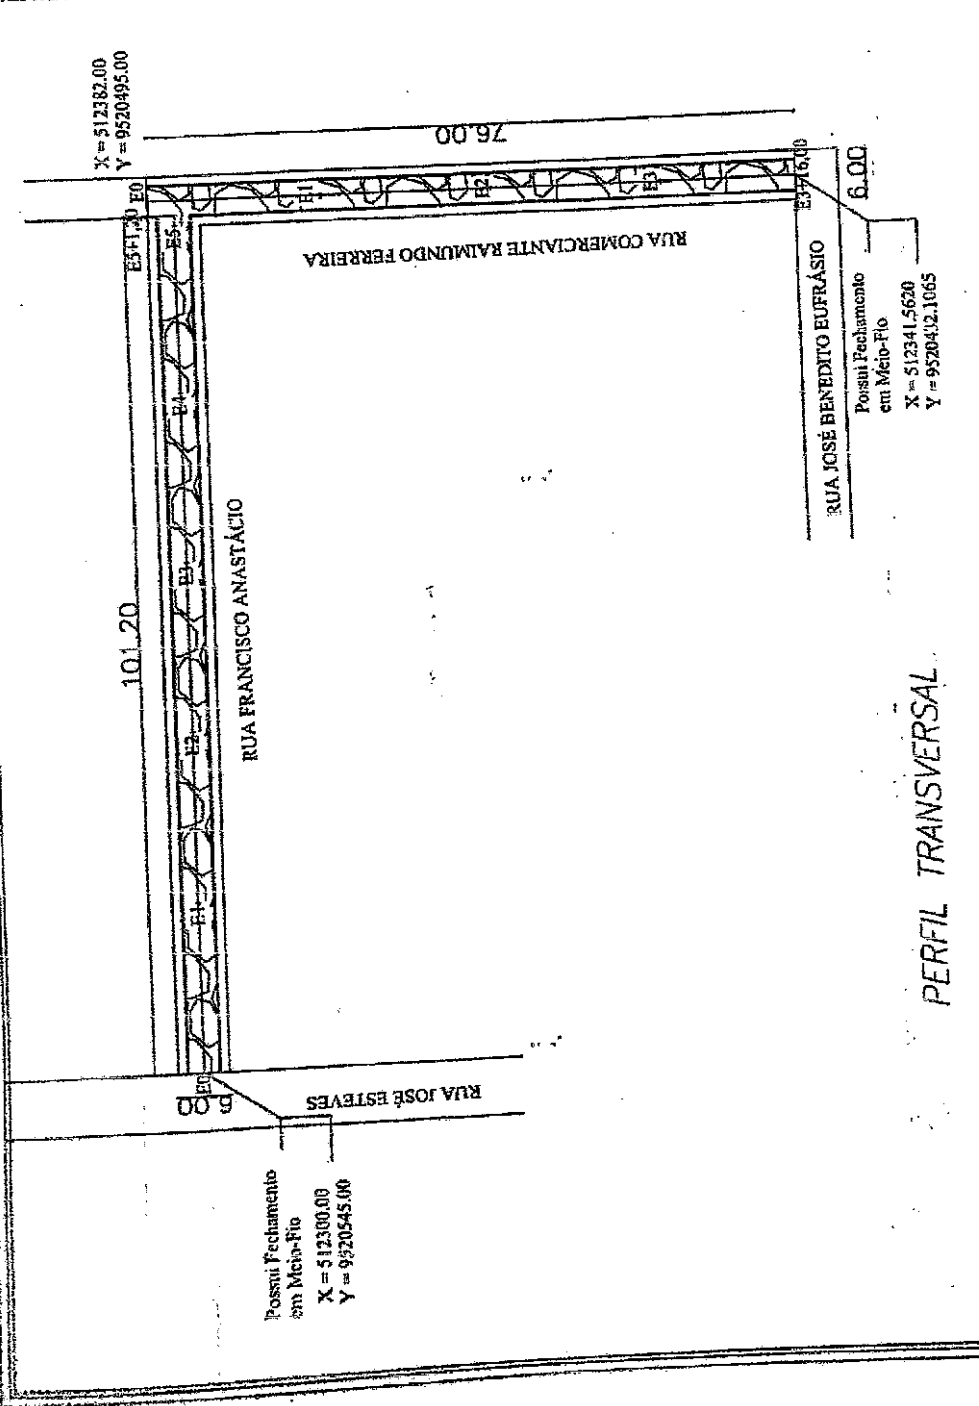 X = 512382.00
Y = 9520495.00
76.00
E0
E1
E2
E3
E3+16,00
6.00
RUA COMERCIANTE RAIMUNDO FERREIRA
E5+1,20
E5
E4
E3
E2
E1
E0
101.20
RUA FRANCISCO ANASTÁCIO
RUA JOSÉ BENEDITO EUFRÁSIO
Possui Fechamento
em Meio-Fio
X = 512341.5620
Y = 9520432.1065
6.00
RUA JOSÉ ESTEVES
Possui Fechamento
em Meio-Fio
X = 512300.00
Y = 9520545.00
PERFIL TRANSVERSAL